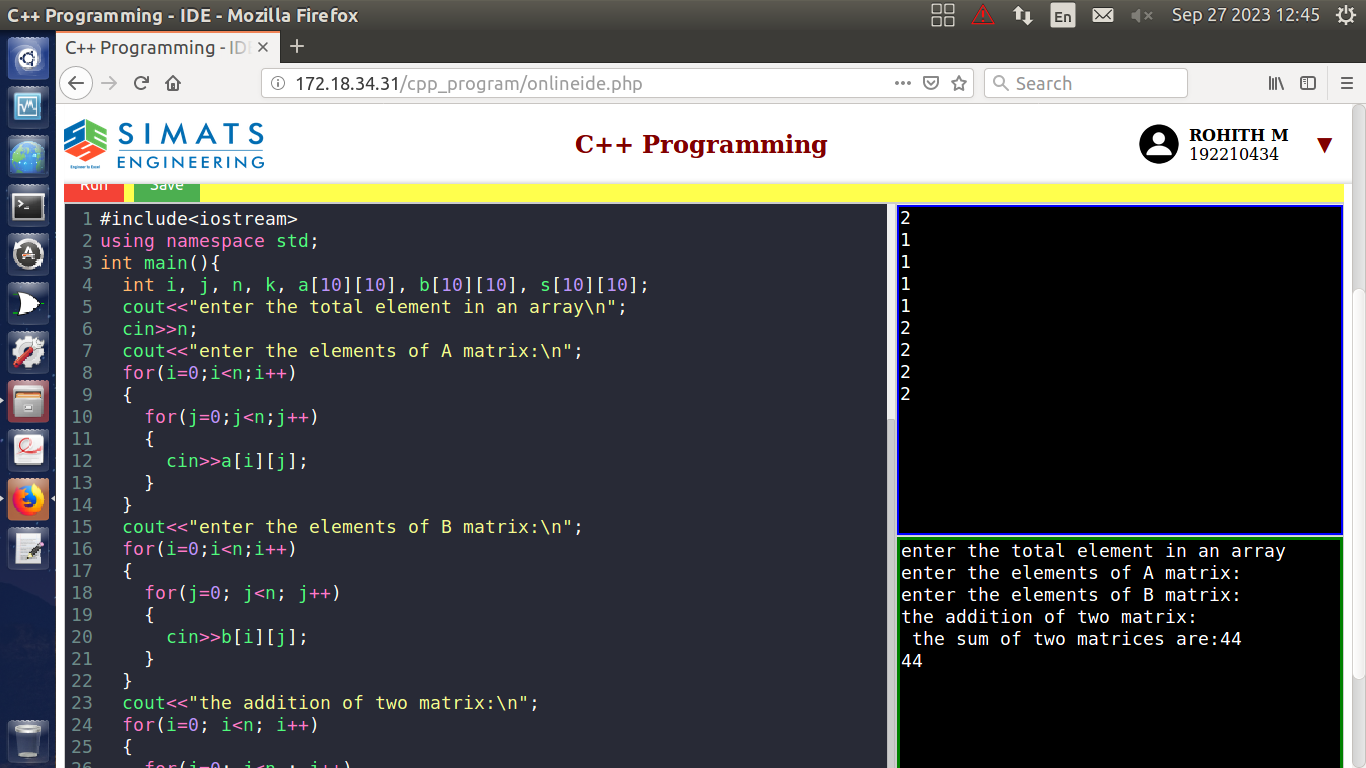 C++ Programming - IDE - Mozilla Firefox
En
Sep 27 2023 12:45
C++ Programming - IDE
172.18.34.31/cpp_program/onlineide.php
Search
SIMATS
ENGINEERING
Engineer to Excel
C++ Programming
ROHITH M
192210434
Run
Save
1 #include<iostream>
2 using namespace std;
3 int main(){
4 int i, j, n, k, a[10][10], b[10][10], s[10][10];
5 cout<<"enter the total element in an array\n";
6 cin>>n;
7 cout<<"enter the elements of A matrix:\n";
8 for(i=0;i<n;i++)
9 {
10 for(j=0;j<n;j++)
11 {
12 cin>>a[i][j];
13 }
14 }
15 cout<<"enter the elements of B matrix:\n";
16 for(i=0;i<n;i++)
17 {
18 for(j=0; j<n; j++)
19 {
20 cin>>b[i][j];
21 }
22 }
23 cout<<"the addition of two matrix:\n";
24 for(i=0; i<n; i++)
25 {
26 for(j=0; j<n ; j++)
2
1
1
1
1
2
2
2
2
enter the total element in an array
enter the elements of A matrix:
enter the elements of B matrix:
the addition of two matrix:
the sum of two matrices are:44
44